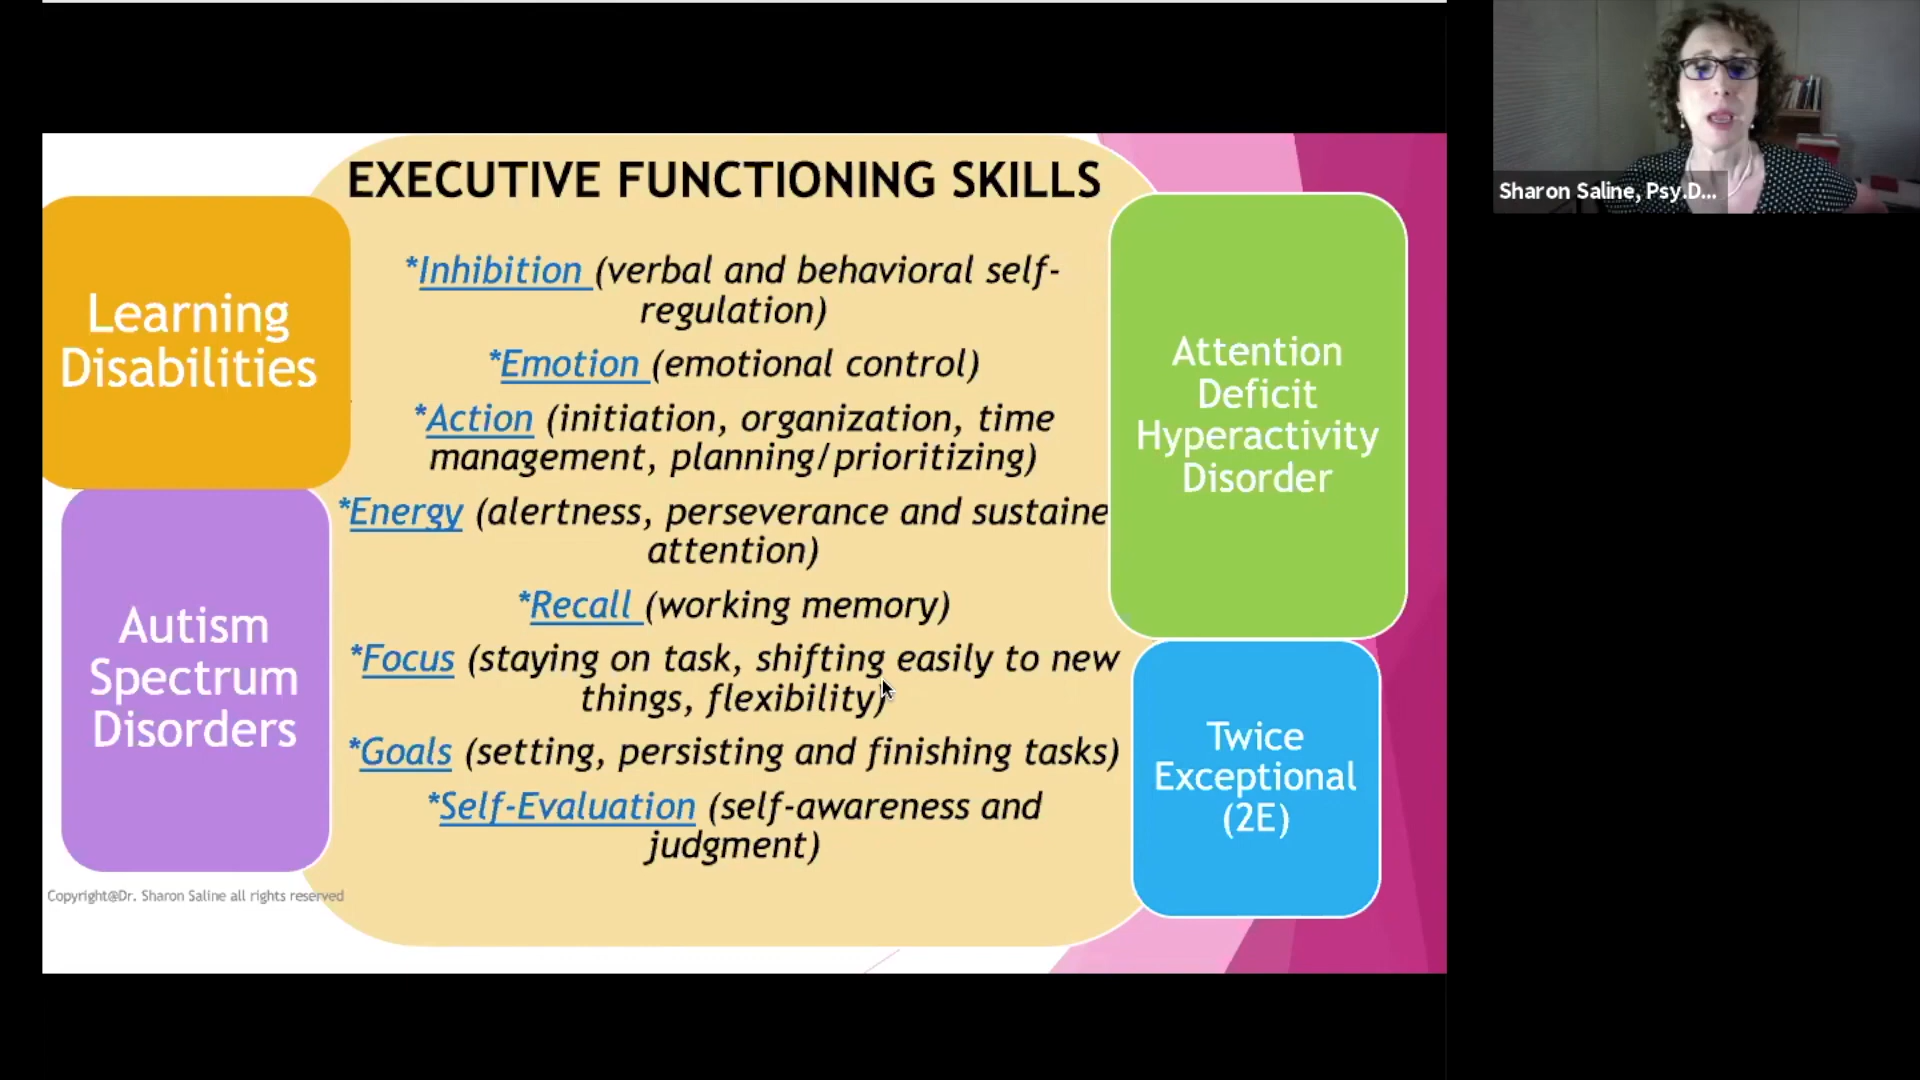 EXECUTIVE FUNCTIONING SKILLS
*Inhibition (verbal and behavioral self-
regulation)
*Emotion (emotional control)
*Action (initiation, organization, time
management, planning/prioritizing)
*Energy (alertness, perseverance and sustaine
attention)
*Recall (working memory)
*Focus (staying on task, shifting easily to new
things, flexibility)
*Goals (setting, persisting and finishing tasks)
*Self-Evaluation (self-awareness and
judgment)
Learning
Disabilities
Autism
Spectrum
Disorders
Attention
Deficit
Hyperactivity
Disorder
Twice
Exceptional
(2E)
Copyright@Dr. Sharon Saline all rights reserved
Sharon Saline, Psy.D...